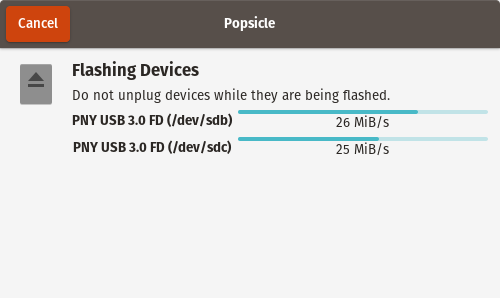 Cancel
Popsicle
Flashing Devices
Do not unplug devices while they are being flashed.
PNY USB 3.0 FD (/dev/sdb)
26 MiB/s
PNY USB 3.0 FD (/dev/sdc)
25 MiB/s